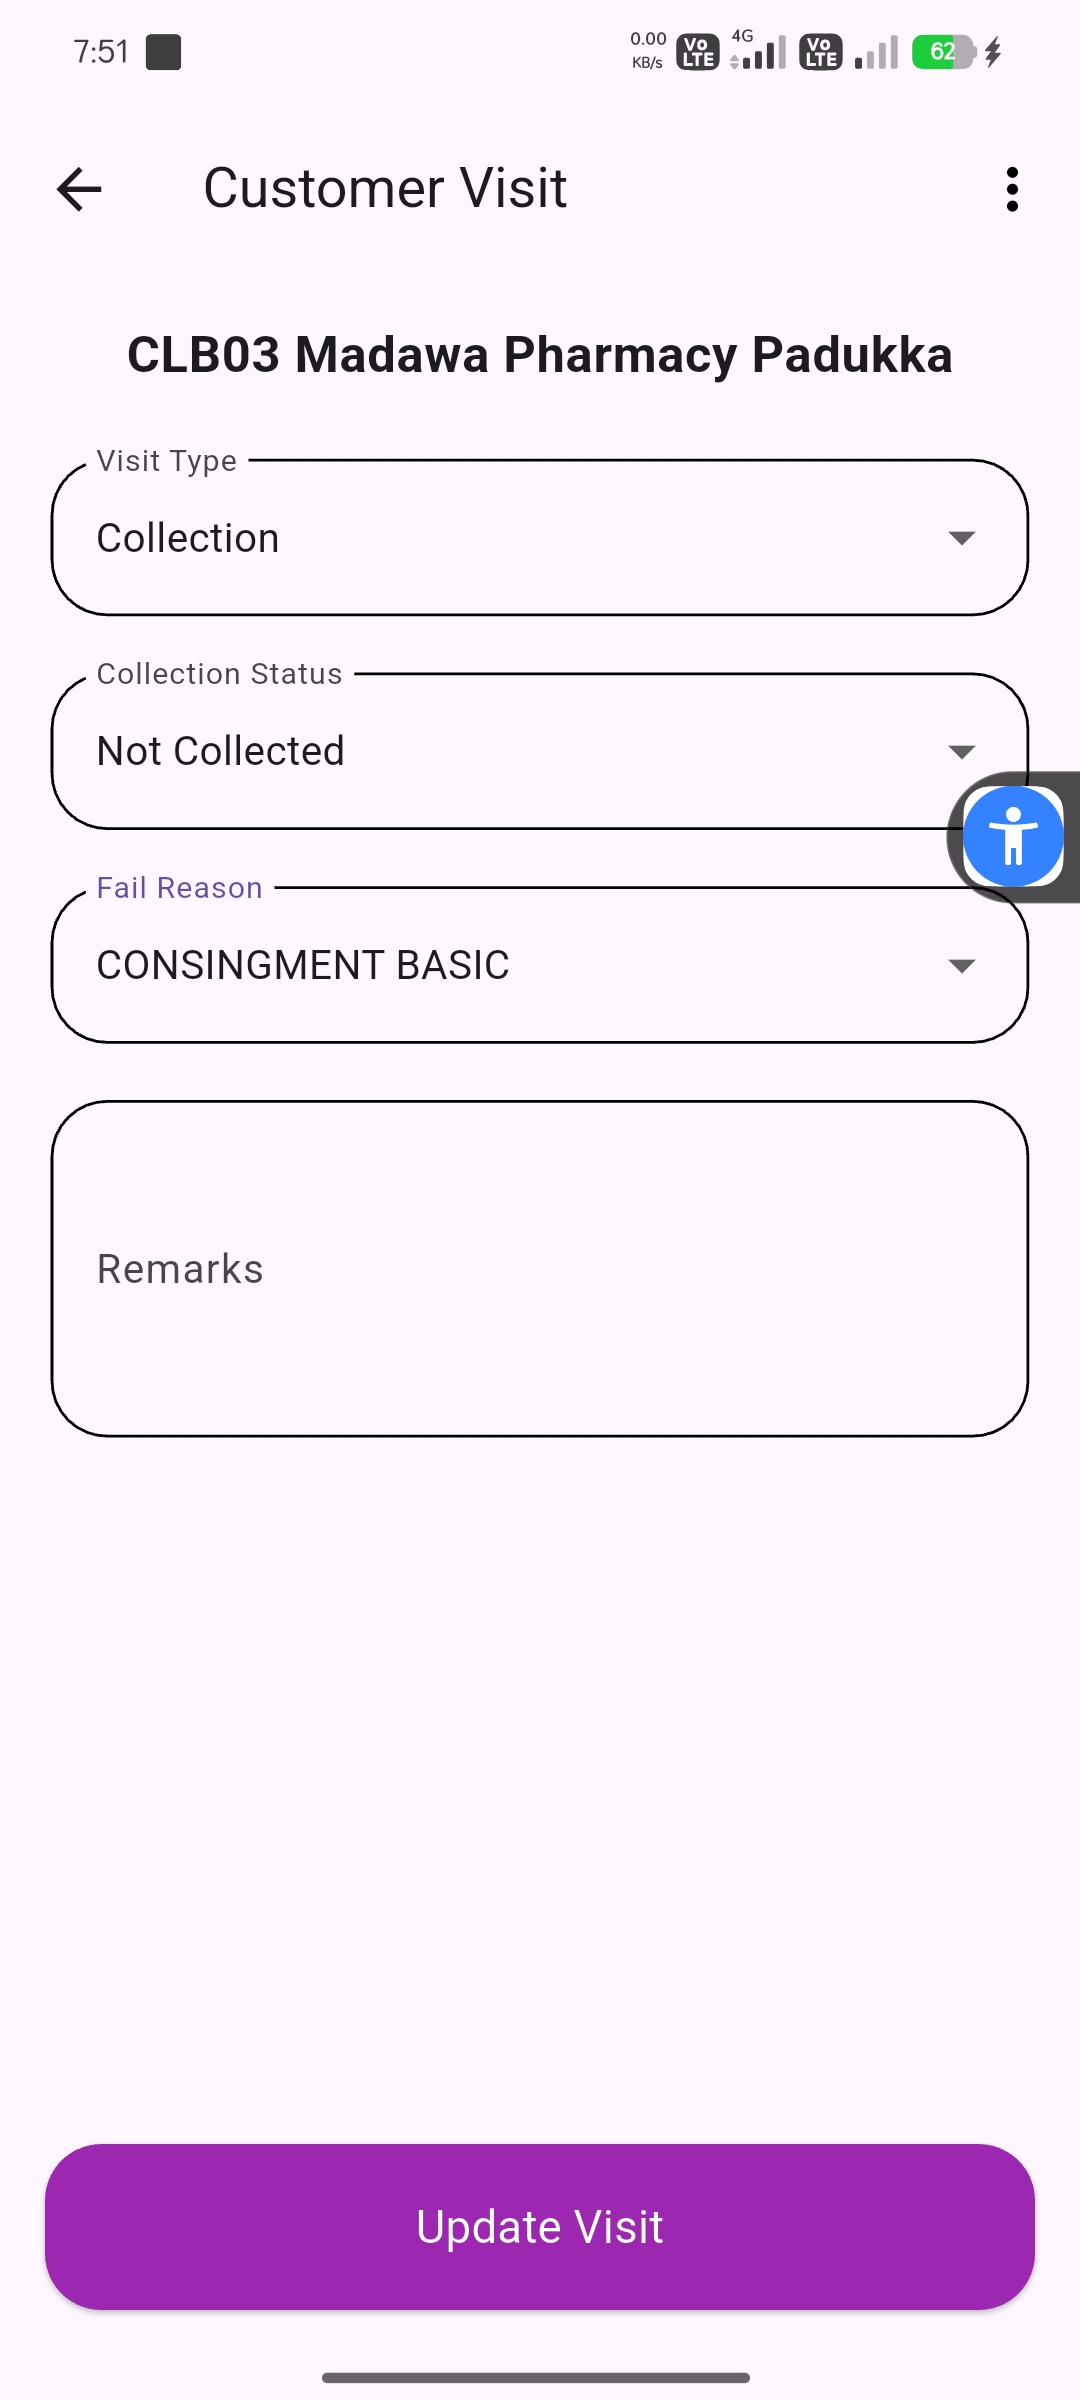 7:51
0.00
KB/s
Vo
LTE
4G
Vo
LTE
62
Customer Visit
CLB03 Madawa Pharmacy Padukka
Visit Type
Collection
Collection Status
Not Collected
Fail Reason
CONSINGMENT BASIC
Remarks
Update Visit